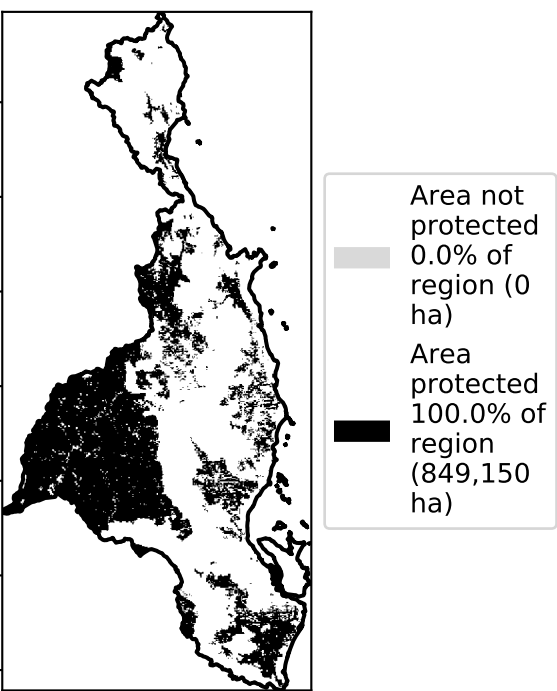 Area not
protected
0.0% of
region (0
ha)
Area
protected
100.0% of
region
(849,150
ha)